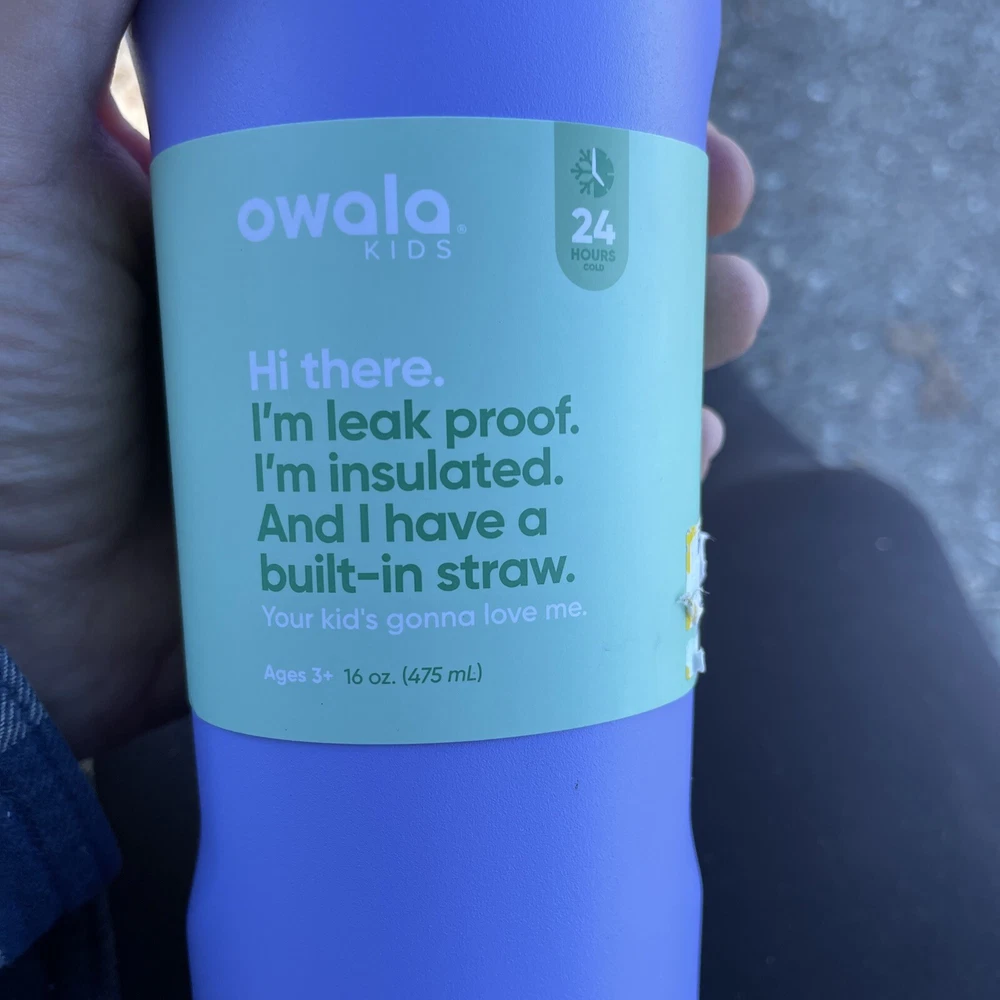 owala®
KIDS
24
HOURS
COLD
Hi there.
I'm leak proof.
I'm insulated.
And I have a
built-in straw.
Your kid's gonna love me.
Ages 3+ 16 oz. (475 mL)